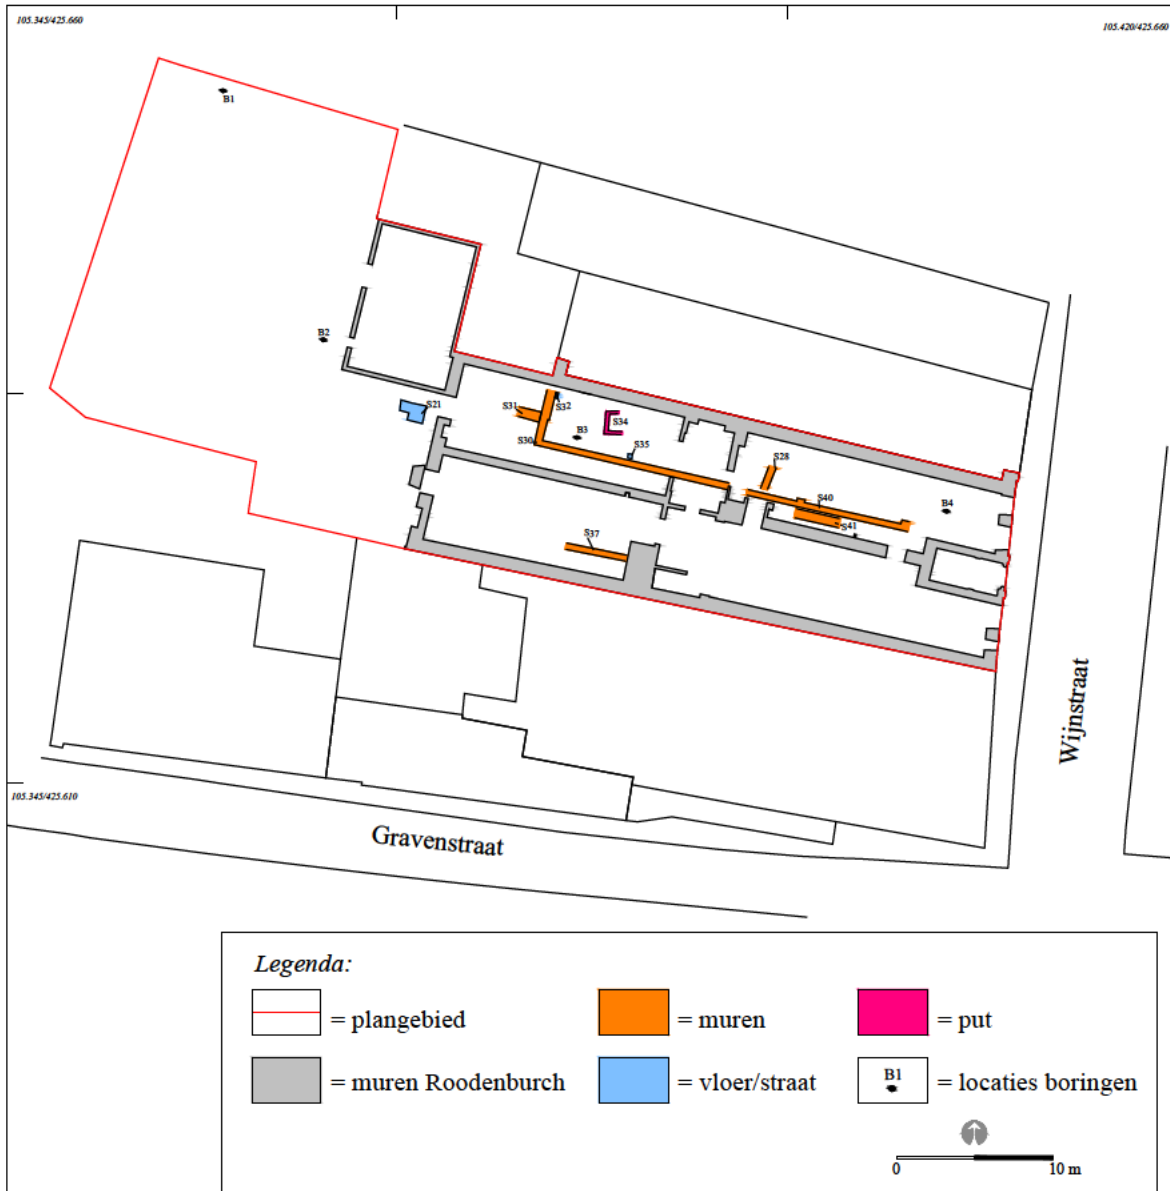 105.345/425.660
105.420/425.660
B1
B2
S21
S31
S32
S34
S30
B3
S35
S28
S40
B4
S41
S37
Wijnstraat
105.345/425.610
Gravenstraat
Legenda:
= plangebied
= muren
= put
= muren Roodenburch
= vloer/straat
B1
= locaties boringen
0
10 m